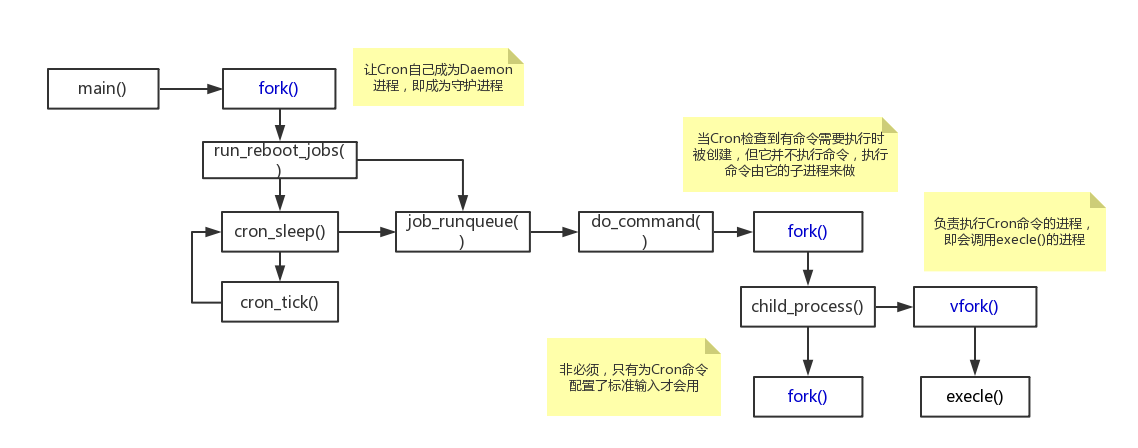 让Cron自己成为Daemon
进程，即成为守护进程
main()
fork()
当Cron检查到有命令需要执行时
被创建，但它并不执行命令，执行
命令由它的子进程来做
run_reboot_jobs(
)
cron_sleep()
job_runqueue(
)
do_command(
)
fork()
负责执行Cron命令的进程，
即会调用execle()的进程
cron_tick()
child_process()
vfork()
非必须，只有为Cron命令
配置了标准输入才会用
fork()
execle()